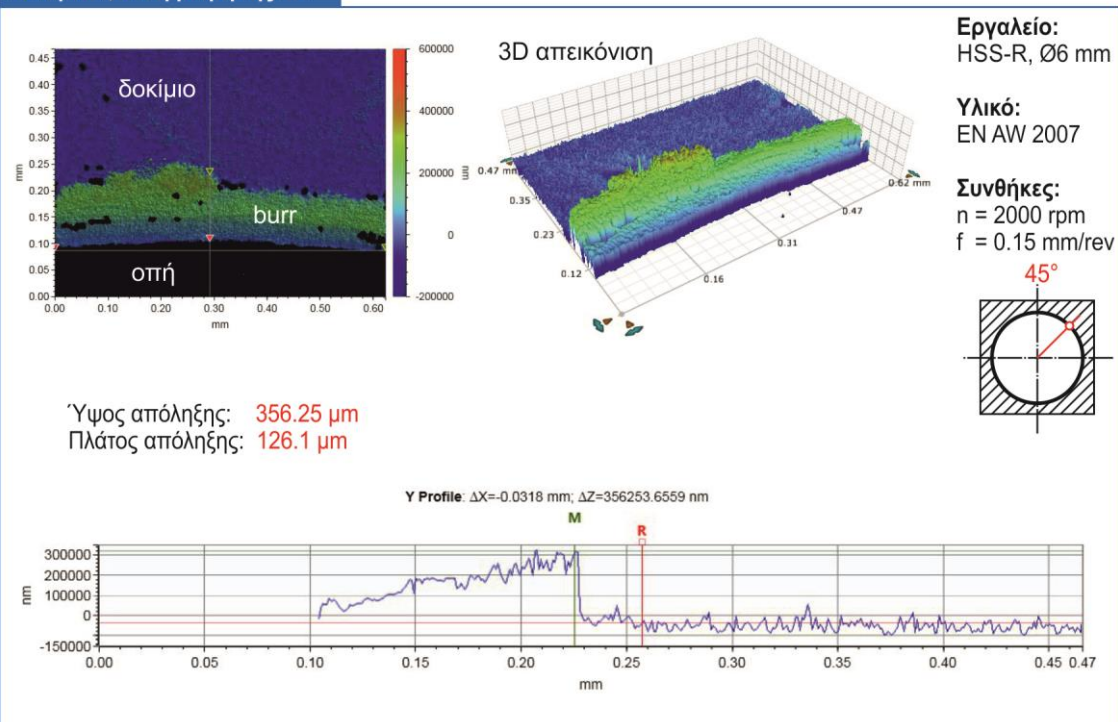 Εργαλείο:
HSS-R, Ø6 mm
Υλικό:
EN AW 2007
Συνθήκες:
n = 2000 rpm
f = 0.15 mm/rev
45°
3D απεικόνιση
0.47 mm
0.35
0.23
0.12
0.16
0.31
0.47
0.62 mm
δοκίμιο
burr
οπή
mm
0.45
0.40
0.35
0.30
0.25
0.20
0.15
0.10
0.05
0.00
0.00 0.10 0.20 0.30 0.40 0.50 0.60
mm
600000
400000
200000
0
-200000
nm
Ύψος απόληξης: 356.25 μm
Πλάτος απόληξης: 126.1 μm
Y Profile: ΔX=-0.0318 mm; ΔZ=356253.6559 nm
M
R
nm
300000
200000
100000
0
-150000
0.00 0.05 0.10 0.15 0.20 0.25 0.30 0.35 0.40 0.45 0.47
mm